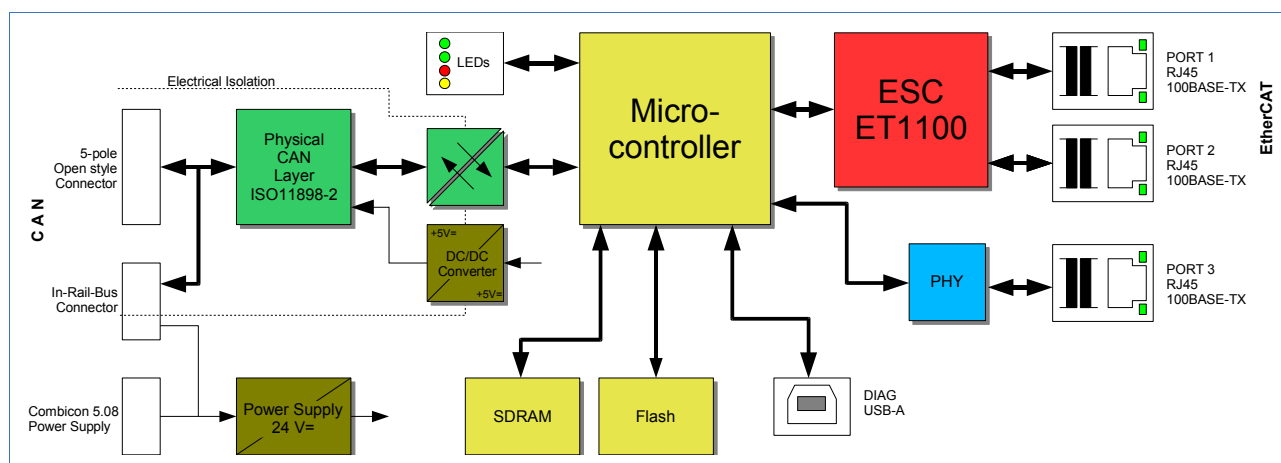 LEDs
Electrical Isolation
5-pole
Open style
Connector
Physical
CAN
Layer
ISO11898-2
Micro-
controller
ESC
ET1100
PORT 1
RJ45
100BASE-TX
EtherCAT
PORT 2
RJ45
100BASE-TX
C A N
+5V=
DC/DC
Converter
+5V=
In-Rail-Bus
Connector
PHY
PORT 3
RJ45
100BASE-TX
Combicon 5.08
Power Supply
Power Supply
24 V=
SDRAM
Flash
DIAG
USB-A